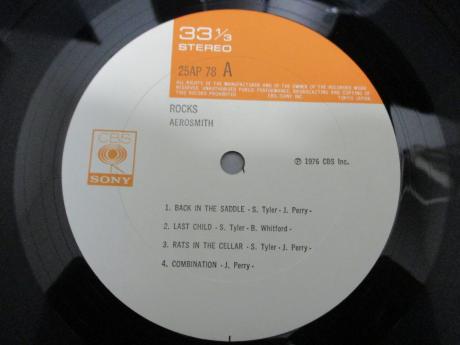 33 1/3
STEREO
25AP 78 A
ALL RIGHTS OF THE MANUFACTURER AND OF THE OWNER OF THE RECORDED WORK
RESERVED. UNAUTHORIZED PUBLIC PERFORMANCE, BROADCASTING AND COPYING OF
THIS RECORD PROHIBITED
CBS/SONY INC. TOKYO JAPAN
ROCKS
AEROSMITH
CBS
SONY
℗ 1976 CBS Inc.
1. BACK IN THE SADDLE - S. Tyler - J. Perry -
2. LAST CHILD - S. Tyler - B. Whitford -
3. RATS IN THE CELLAR - S. Tyler - J. Perry -
4. COMBINATION - J. Perry -